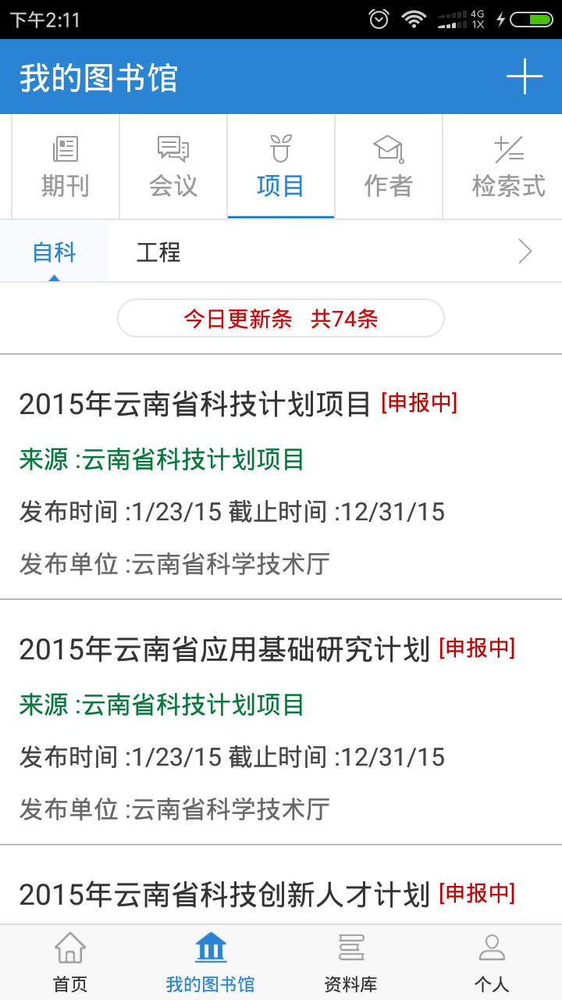 下午2:11
4G
1X
我的图书馆
期刊 会议 项目 作者 检索式
自科 工程
今日更新条 共74条
2015年云南省科技计划项目 [申报中]
来源 :云南省科技计划项目
发布时间 :1/23/15 截止时间 :12/31/15
发布单位 :云南省科学技术厅
2015年云南省应用基础研究计划 [申报中]
来源 :云南省科技计划项目
发布时间 :1/23/15 截止时间 :12/31/15
发布单位 :云南省科学技术厅
2015年云南省科技创新人才计划 [申报中]
首页 我的图书馆 资料库 个人